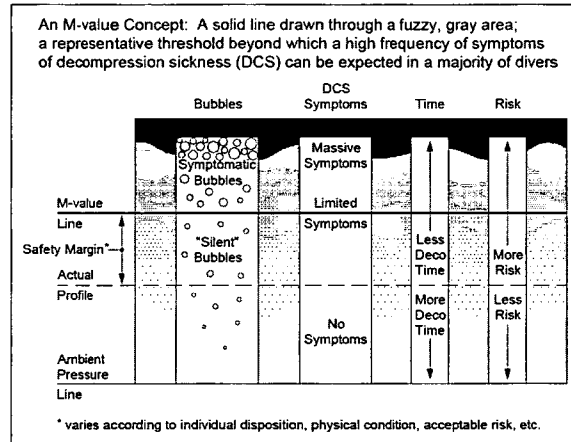 An M-value Concept: A solid line drawn through a fuzzy, gray area;
a representative threshold beyond which a high frequency of symptoms
of decompression sickness (DCS) can be expected in a majority of divers
DCS
Bubbles Symptoms Time Risk
Massive
Symptomatic Symptoms
Bubbles
M-value Limited
Line Symptoms
"Silent" Less
Safety Margin* Bubbles Deco More
Actual Time Risk
Profile More Less
Deco Risk
No Time
Symptoms
Ambient
Pressure
Line
* varies according to individual disposition, physical condition, acceptable risk, etc.